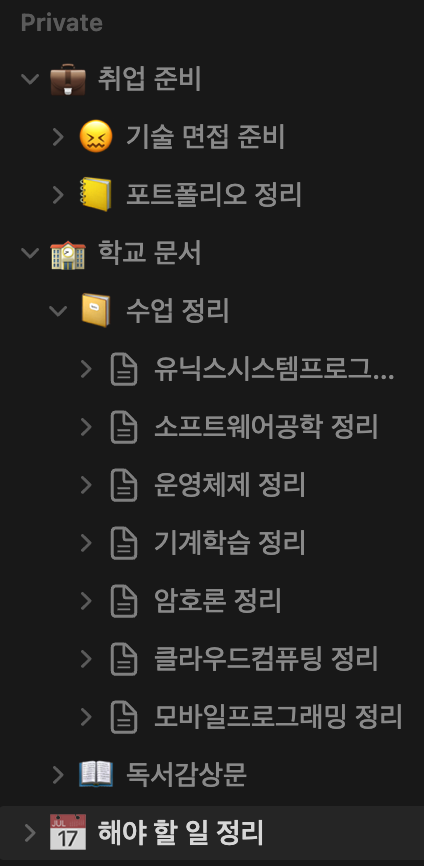 Private
취업 준비
기술 면접 준비
포트폴리오 정리
학교 문서
수업 정리
유닉스시스템프로그...
소프트웨어공학 정리
운영체제 정리
기계학습 정리
암호론 정리
클라우드컴퓨팅 정리
모바일프로그래밍 정리
독서감상문
JUL
17
해야 할 일 정리